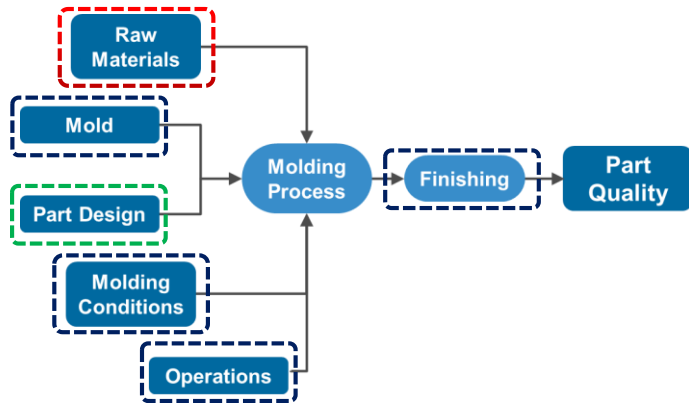 Raw
Materials
Mold
Part Design
Molding
Conditions
Operations
Molding
Process
Finishing
Part
Quality